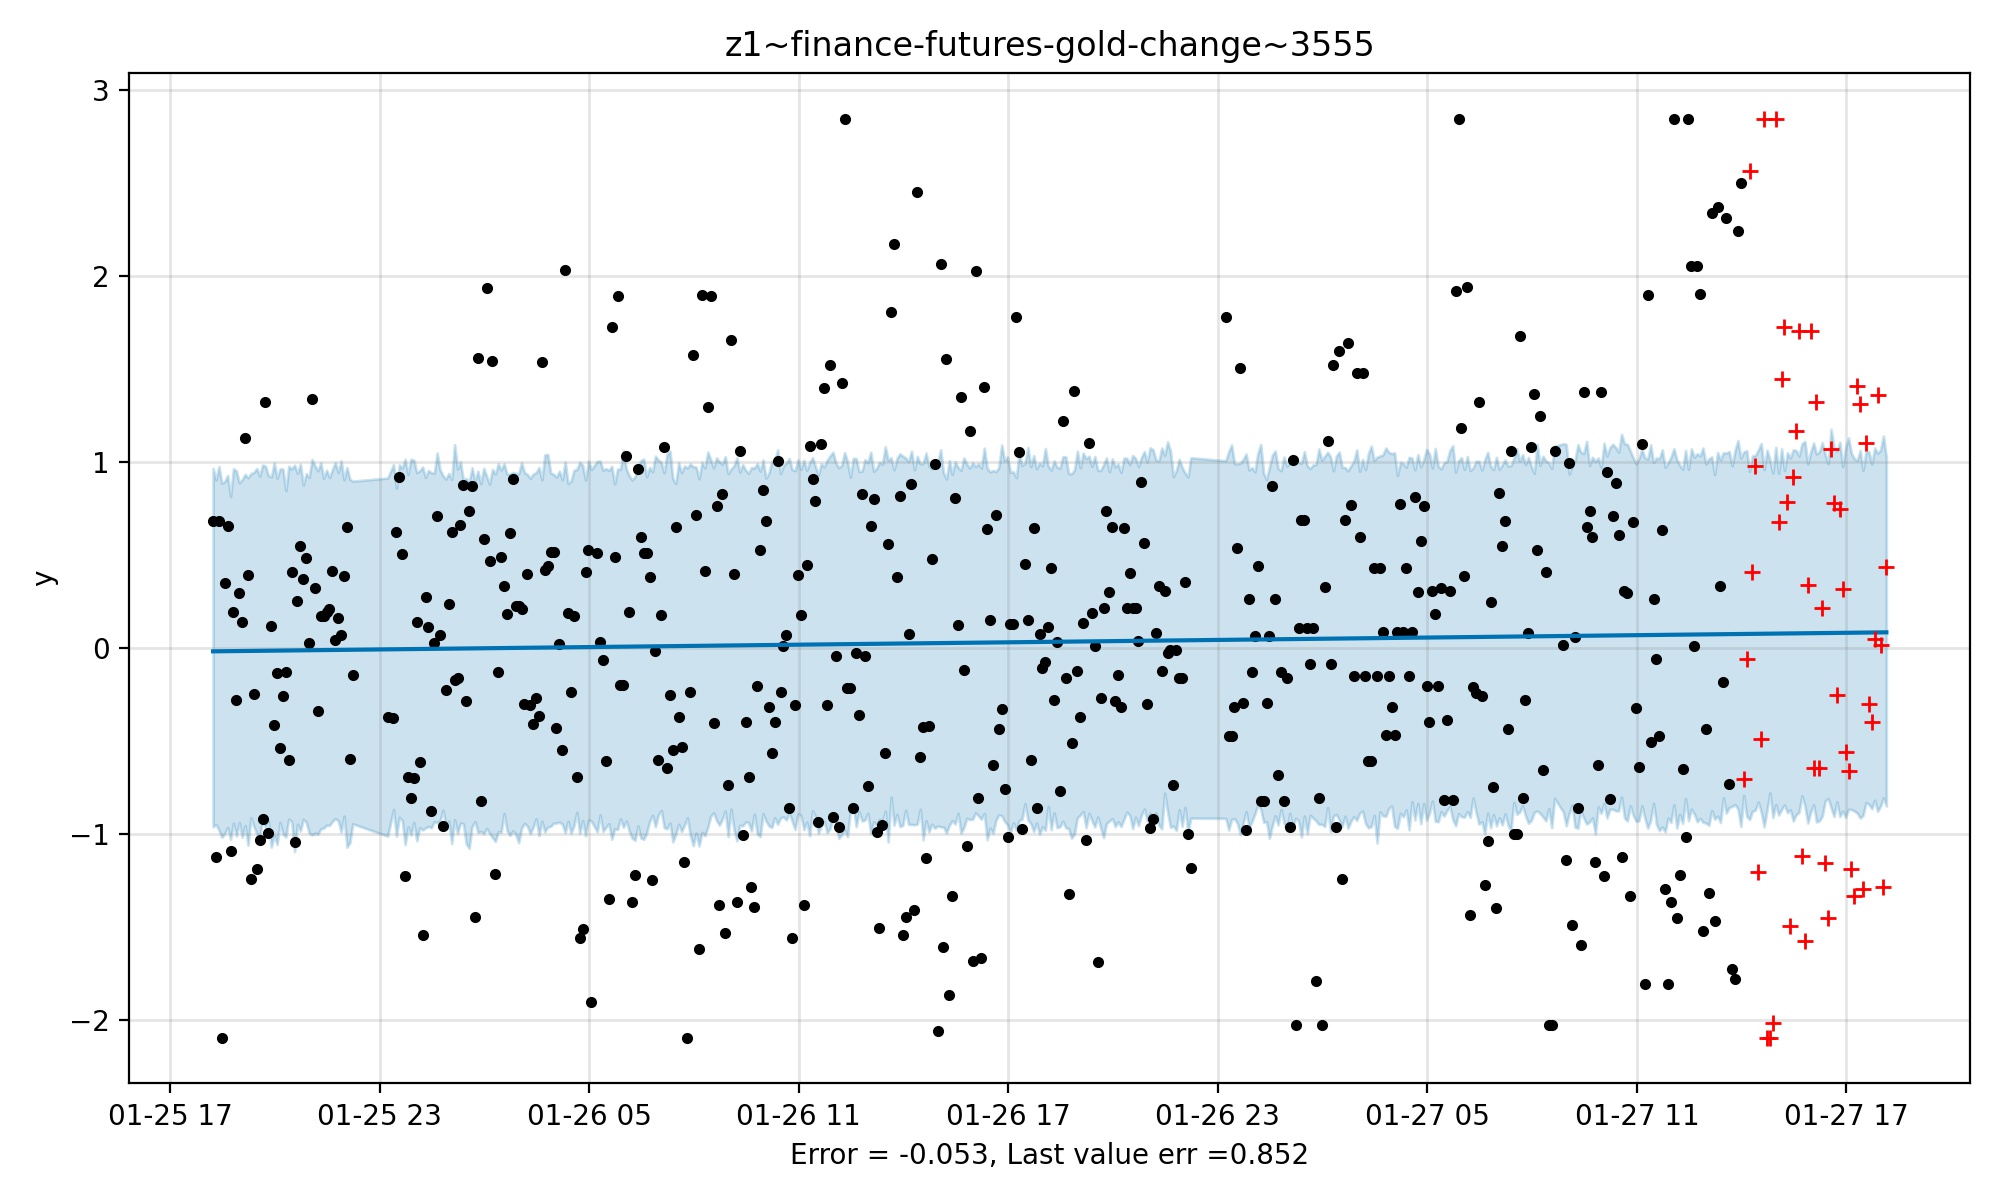 z1~finance-futures-gold-change~3555
3
2
1
0
−1
−2
y
01-25 17 01-25 23 01-26 05 01-26 11 01-26 17 01-26 23 01-27 05 01-27 11 01-27 17
Error = -0.053, Last value err =0.852